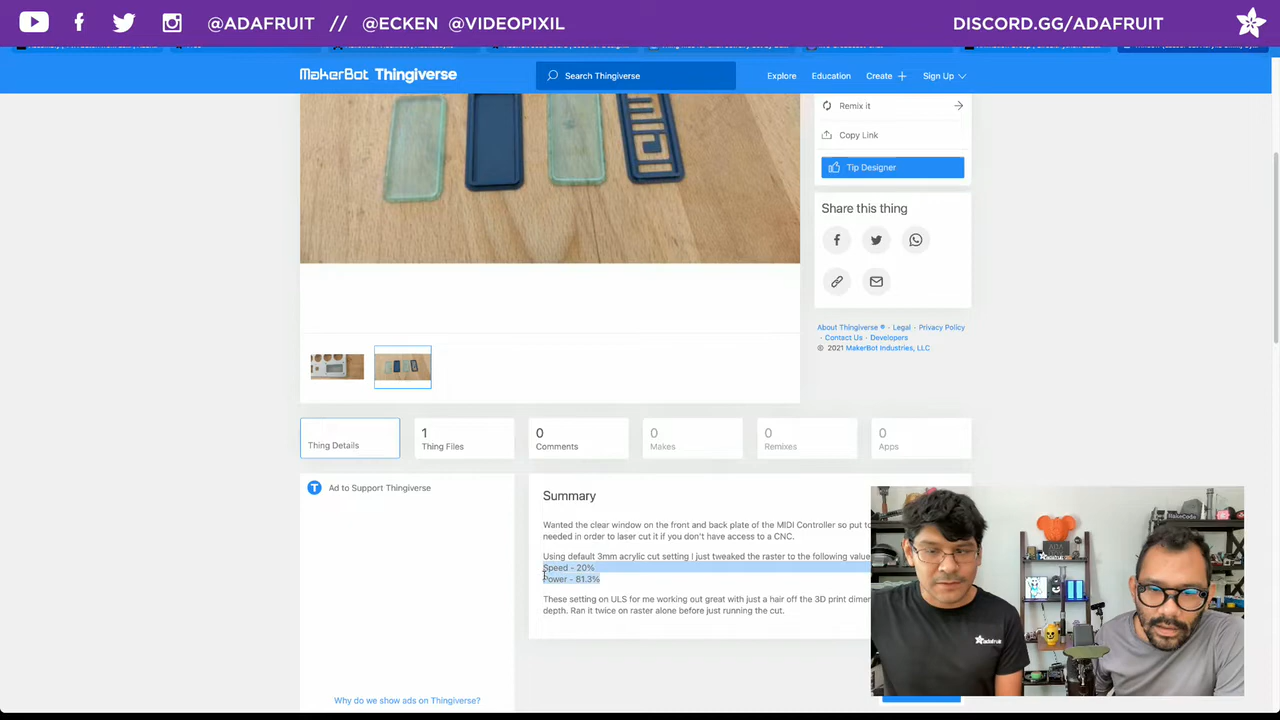 @ADAFRUIT // @ECKEN @VIDEOPIXIL
DISCORD.GG/ADAFRUIT
MakerBot Thingiverse
Search Thingiverse
Explore
Education
Create
Sign Up
Remix it
Copy Link
Tip Designer
Share this thing
About Thingiverse ® · Legal · Privacy Policy
· Contact Us · Developers
© 2021 MakerBot Industries, LLC
Thing Details
1
Thing Files
0
Comments
0
Makes
0
Remixes
0
Apps
T Ad to Support Thingiverse
Summary
Wanted the clear window on the front and back plate of the MIDI Controller so put to
needed in order to laser cut it if you don't have access to a CNC.
Using default 3mm acrylic cut setting I just tweaked the raster to the following value
Speed - 20%
Power - 81.3%
These setting on ULS for me working out great with just a hair off the 3D print dimen
depth. Ran it twice on raster alone before just running the cut.
Why do we show ads on Thingiverse?
adafruit
MakeCode